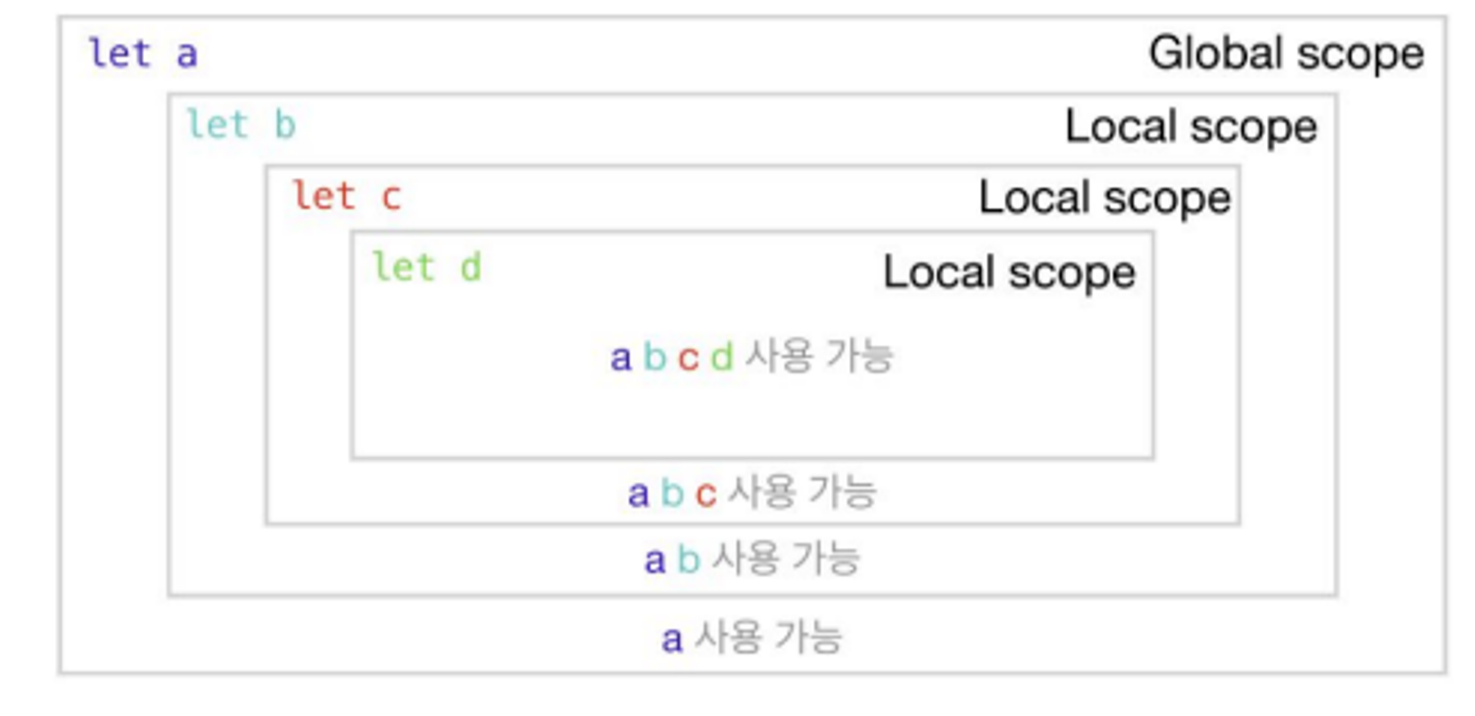 let a Global scope
let b Local scope
let c Local scope
let d Local scope
a b c d 사용 가능
a b c 사용 가능
a b 사용 가능
a 사용 가능